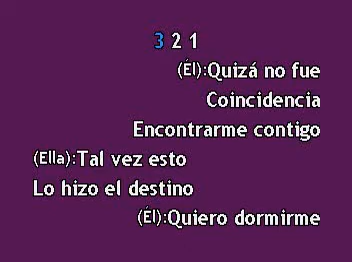 3 2 1
(Él):Quizá no fue
Coincidencia
Encontrarme contigo
(Ella):Tal vez esto
Lo hizo el destino
(Él):Quiero dormirme